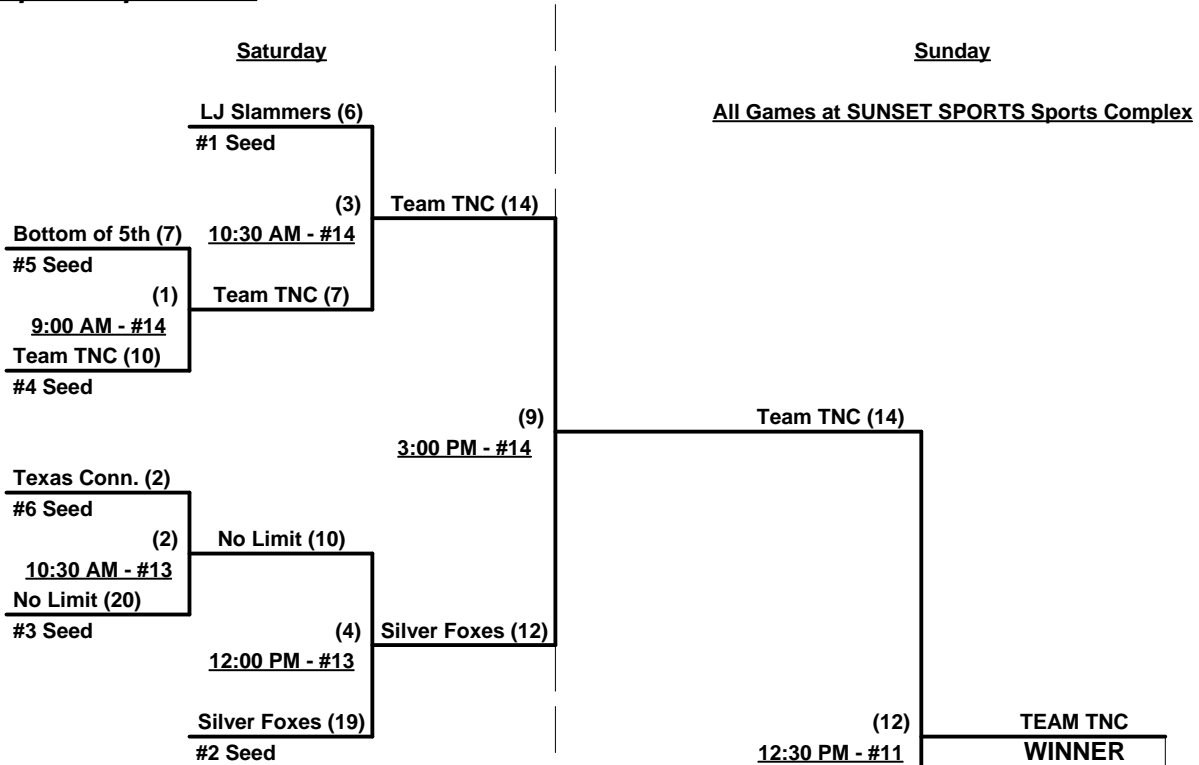 Saturday
Sunday
LJ Slammers (6)
All Games at SUNSET SPORTS Sports Complex
#1 Seed
(3)
Team TNC (14)
10:30 AM - #14
Bottom of 5th (7)
#5 Seed
(1)
Team TNC (7)
9:00 AM - #14
Team TNC (10)
#4 Seed
(9)
Team TNC (14)
3:00 PM - #14
Texas Conn. (2)
#6 Seed
(2)
No Limit (10)
10:30 AM - #13
No Limit (20)
#3 Seed
(4)
Silver Foxes (12)
12:00 PM - #13
Silver Foxes (19)
#2 Seed
(12)
TEAM TNC
12:30 PM - #11
WINNER